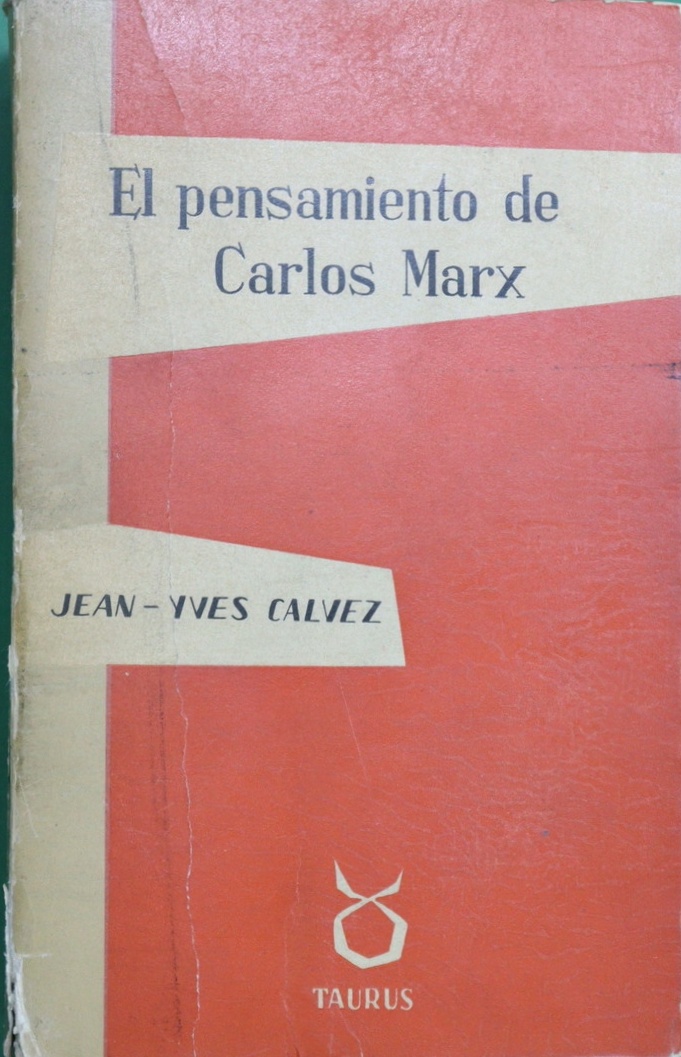 El pensamiento de
Carlos Marx
JEAN-YVES CALVEZ
TAURUS